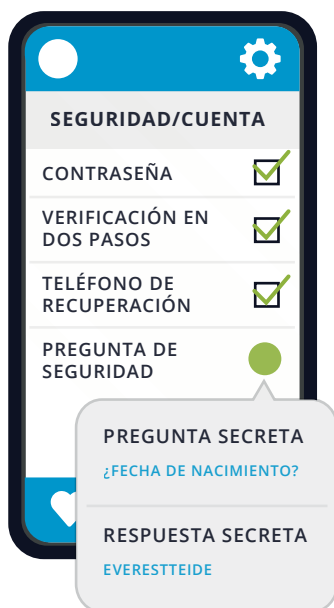 SEGURIDAD/CUENTA
CONTRASEÑA
VERIFICACIÓN EN
DOS PASOS
TELÉFONO DE
RECUPERACIÓN
PREGUNTA DE
SEGURIDAD
PREGUNTA SECRETA
¿FECHA DE NACIMIENTO?
RESPUESTA SECRETA
EVERESTTEIDE